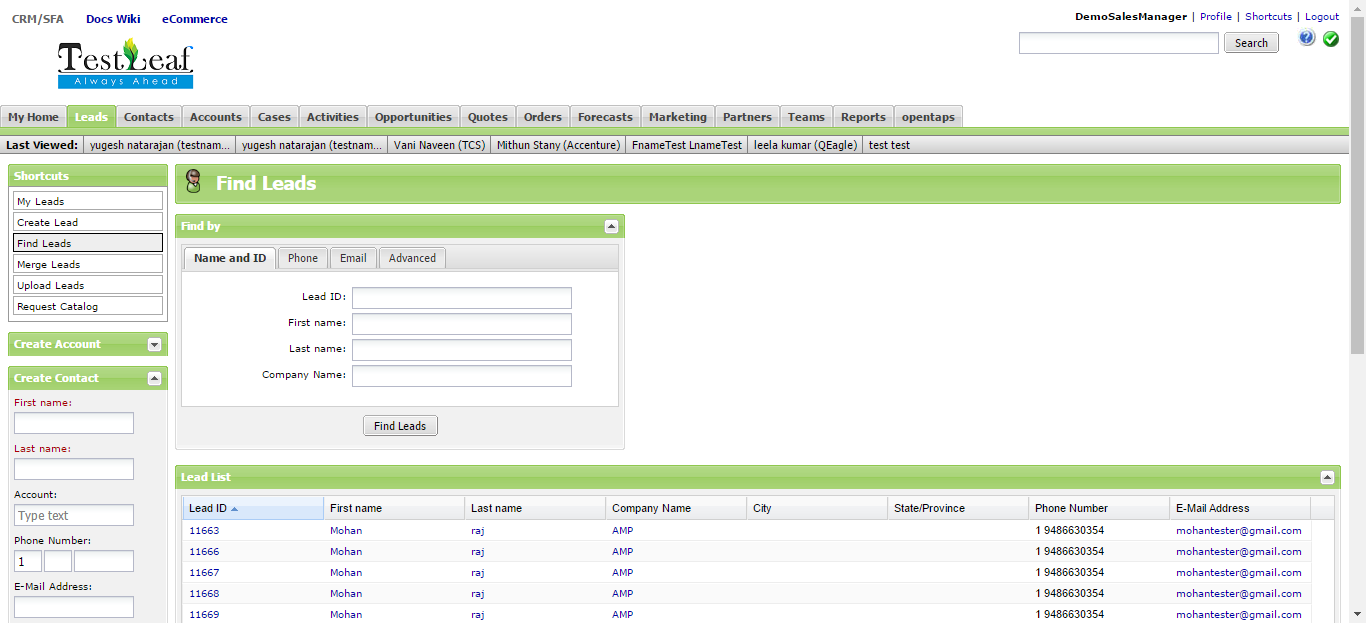 CRM/SFA Docs Wiki eCommerce
DemoSalesManager | Profile | Shortcuts | Logout
TestLeaf
Always Ahead
Search
My Home Leads Contacts Accounts Cases Activities Opportunities Quotes Orders Forecasts Marketing Partners Teams Reports opentaps
Last Viewed: yugesh natarajan (testnam... yugesh natarajan (testnam... Vani Naveen (TCS) Mithun Stany (Accenture) FnameTest LnameTest leela kumar (QEagle) test test
Shortcuts
My Leads
Create Lead
Find Leads
Merge Leads
Upload Leads
Request Catalog
Create Account
Create Contact
First name:
Last name:
Account:
Type text
Phone Number:
1
E-Mail Address:
Find Leads
Find by
Name and ID Phone Email Advanced
Lead ID:
First name:
Last name:
Company Name:
Find Leads
Lead List
Lead ID First name Last name Company Name City State/Province Phone Number E-Mail Address
11663 Mohan raj AMP 1 9486630354 mohantester@gmail.com
11666 Mohan raj AMP 1 9486630354 mohantester@gmail.com
11667 Mohan raj AMP 1 9486630354 mohantester@gmail.com
11668 Mohan raj AMP 1 9486630354 mohantester@gmail.com
11669 Mohan raj AMP 1 9486630354 mohantester@gmail.com